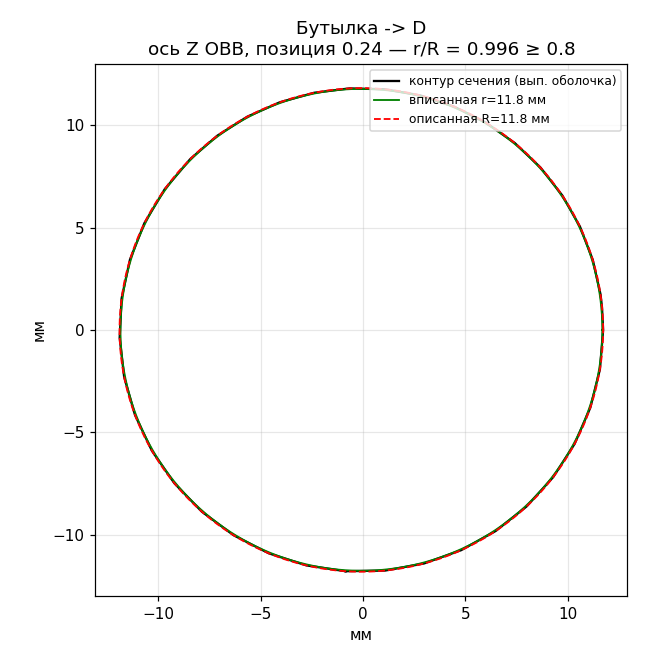 Бутылка -> D
ось Z OBB, позиция 0.24 — r/R = 0.996 ≥ 0.8
контур сечения (вып. оболочка)
вписанная r=11.8 мм
описанная R=11.8 мм
10
5
0
−5
−10
мм
−10 −5 0 5 10
мм